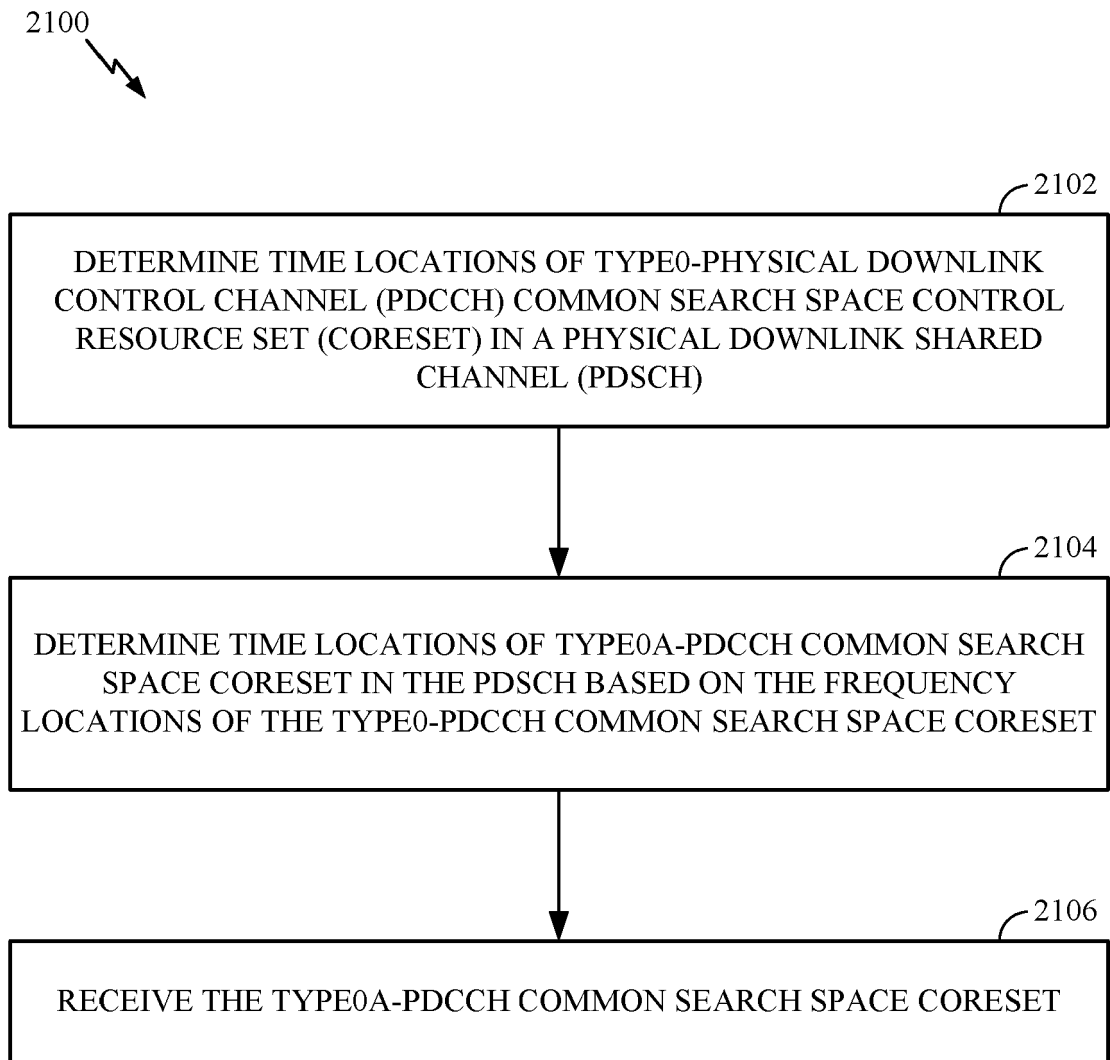 2100
2102
DETERMINE TIME LOCATIONS OF TYPE0-PHYSICAL DOWNLINK
CONTROL CHANNEL (PDCCH) COMMON SEARCH SPACE CONTROL
RESOURCE SET (CORESET) IN A PHYSICAL DOWNLINK SHARED
CHANNEL (PDSCH)
2104
DETERMINE TIME LOCATIONS OF TYPE0A-PDCCH COMMON SEARCH
SPACE CORESET IN THE PDSCH BASED ON THE FREQUENCY
LOCATIONS OF THE TYPE0-PDCCH COMMON SEARCH SPACE CORESET
2106
RECEIVE THE TYPE0A-PDCCH COMMON SEARCH SPACE CORESET